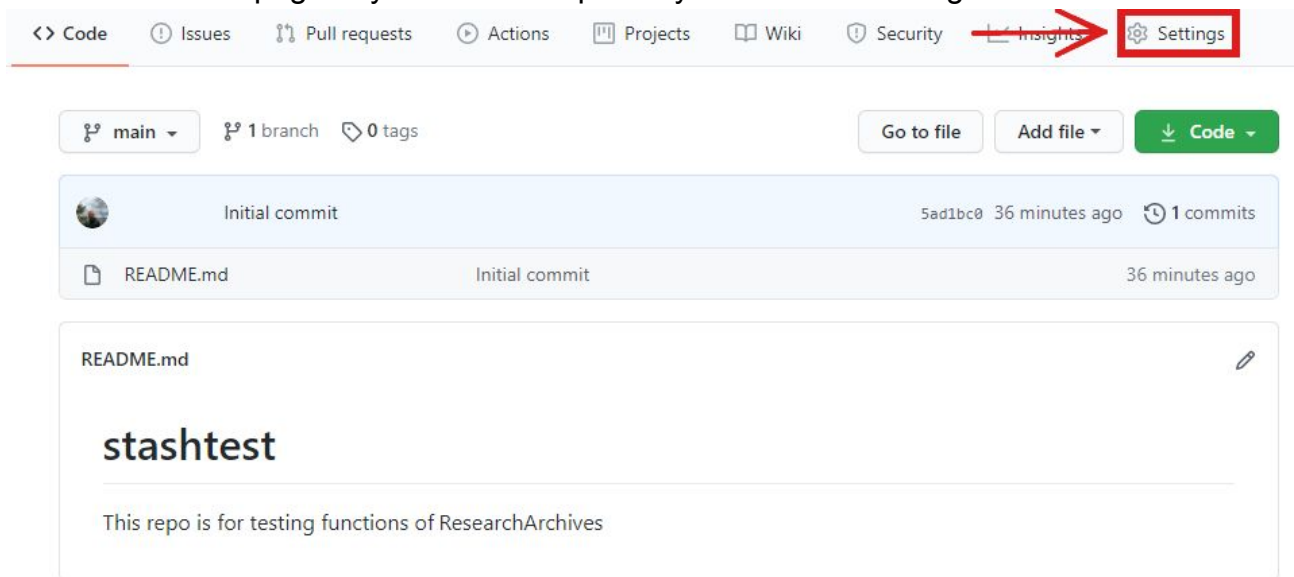 <> Code Issues Pull requests Actions Projects Wiki Security Insights Settings
main 1 branch 0 tags Go to file Add file Code
Initial commit 5ad1bc0 36 minutes ago 1 commits
README.md Initial commit 36 minutes ago
README.md
stashtest
This repo is for testing functions of ResearchArchives